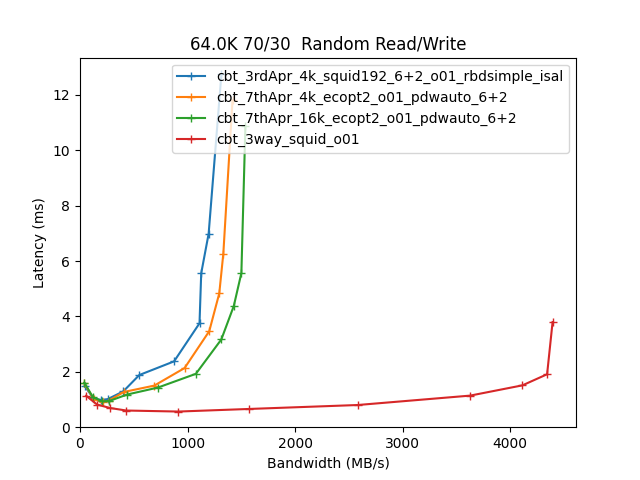 64.0K 70/30  Random Read/Write
cbt_3rdApr_4k_squid192_6+2_o01_rbdsimple_isal
cbt_7thApr_4k_ecopt2_o01_pdwauto_6+2
cbt_7thApr_16k_ecopt2_o01_pdwauto_6+2
cbt_3way_squid_o01
12
10
8
6
4
2
0
Latency (ms)
0 1000 2000 3000 4000
Bandwidth (MB/s)